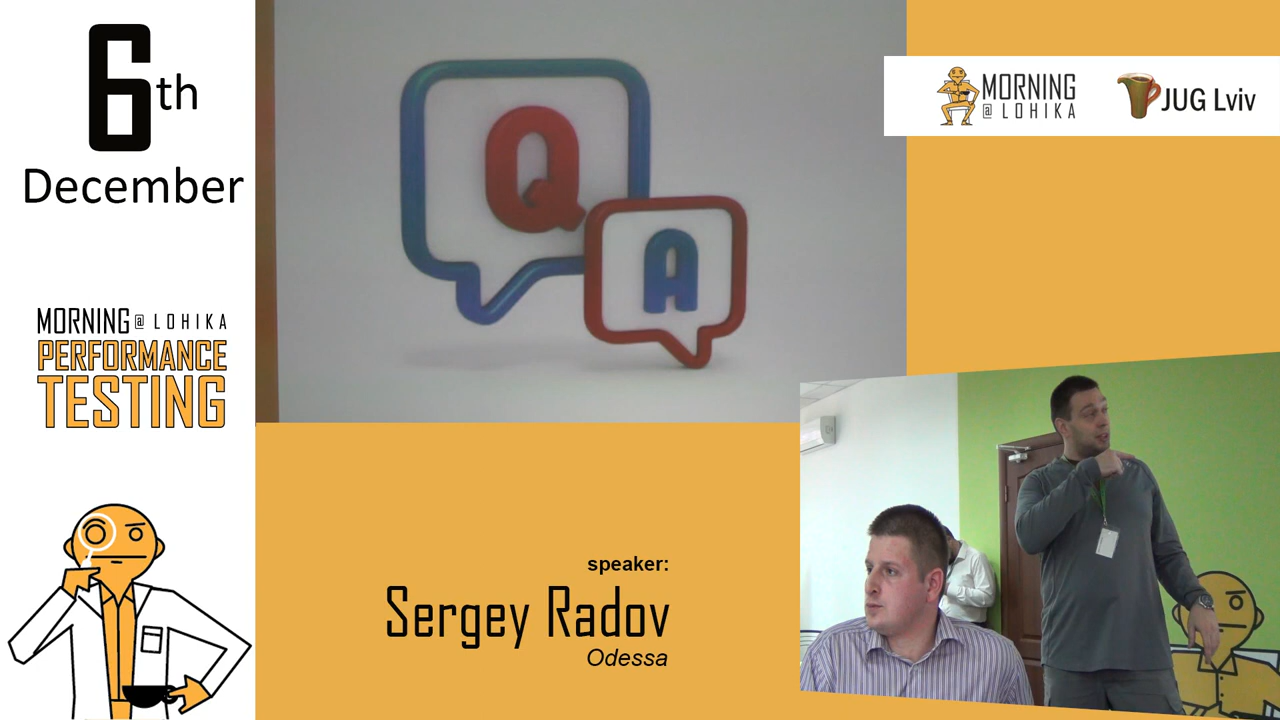 6th
December
MORNING @ LOHIKA
PERFORMANCE
TESTING
Q
A
MORNING
@ LOHIKA
JUG Lviv
speaker:
Sergey Radov
Odessa